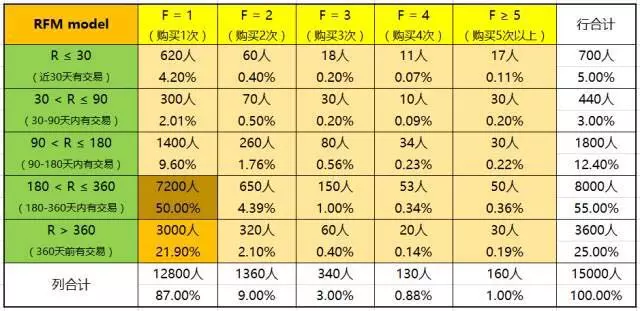 RFM model F = 1 F = 2 F = 3 F = 4 F ≥ 5 行合计
(购买1次) (购买2次) (购买3次) (购买4次) (购买5次以上)
R ≤ 30 620人 60人 18人 11人 17人 700人
(近30天有交易) 4.20% 0.40% 0.20% 0.07% 0.11% 5.00%
30 < R ≤ 90 300人 70人 30人 10人 30人 440人
(30-90天内有交易) 2.01% 0.50% 0.20% 0.09% 0.20% 3.00%
90 < R ≤ 180 1400人 260人 80人 34人 30人 1800人
(90-180天内有交易) 9.60% 1.76% 0.56% 0.23% 0.22% 12.40%
180 < R ≤ 360 7200人 650人 150人 53人 50人 8000人
(180-360天内有交易) 50.00% 4.39% 1.00% 0.34% 0.36% 55.00%
R > 360 3000人 320人 60人 20人 30人 3600人
(360天前有交易) 21.90% 2.10% 0.40% 0.14% 0.19% 25.00%
列合计 12800人 1360人 340人 130人 160人 15000人
87.00% 9.00% 3.00% 0.88% 1.00% 100.00%